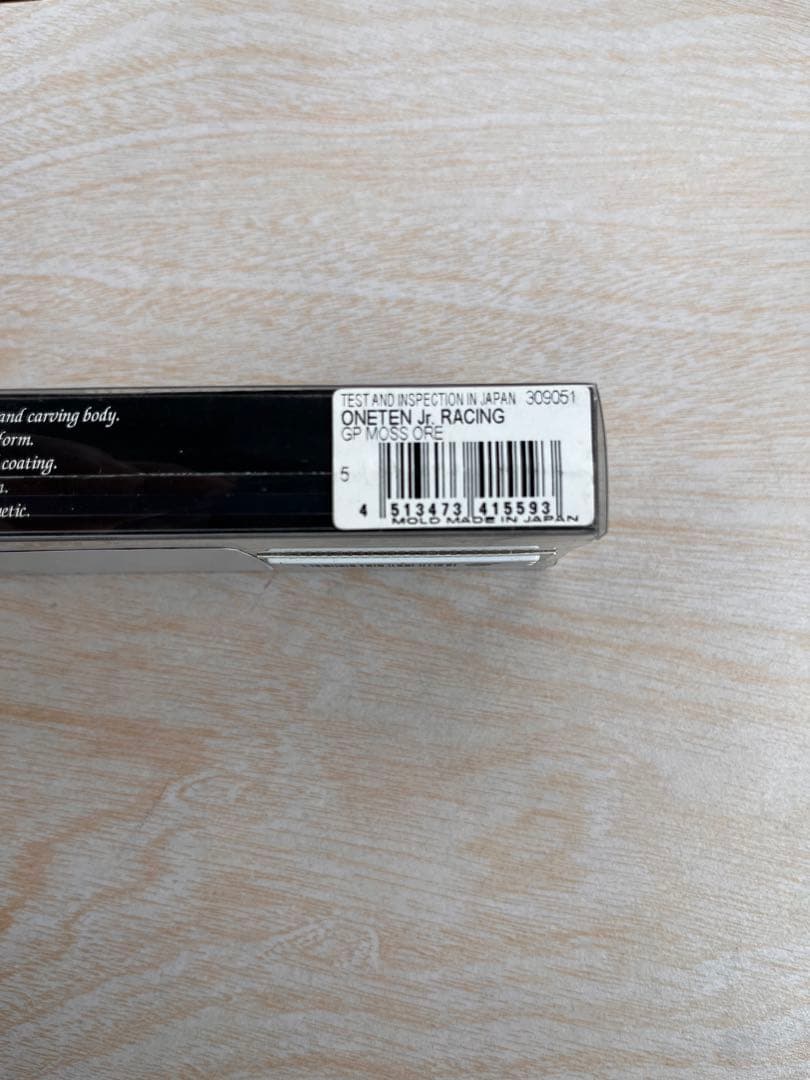 and carving body.
form.
coating.
n.
netic.
TEST AND INSPECTION IN JAPAN 309051
ONETEN Jr. RACING
GP MOSS ORE
5
4 513473 415593
MOLD MADE IN JAPAN